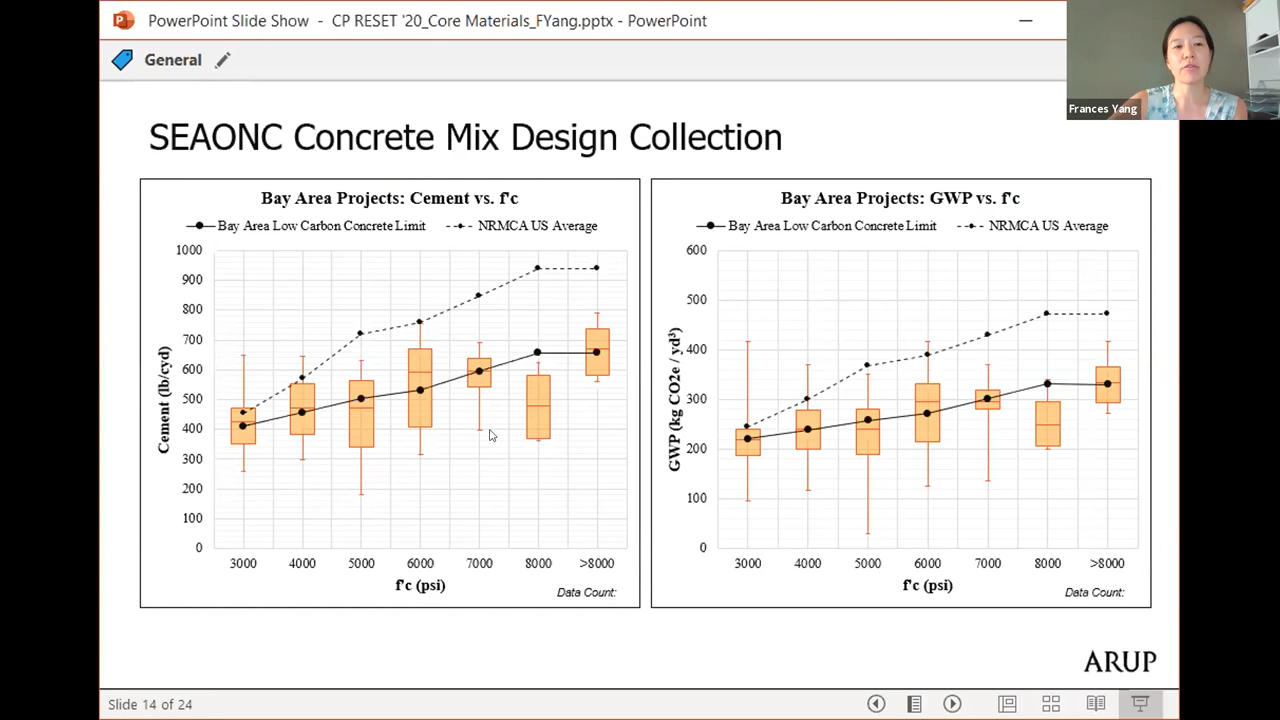 PowerPoint Slide Show - CP RESET '20_Core Materials_FYang.pptx - PowerPoint
General
Frances Yang
SEAONC Concrete Mix Design Collection
Bay Area Projects: Cement vs. f'c
Bay Area Low Carbon Concrete Limit
NRMCA US Average
1000
900
800
700
600
500
400
300
200
100
0
Cement (lb/cyd)
3000 4000 5000 6000 7000 8000 >8000
f'c (psi)
Data Count:
Bay Area Projects: GWP vs. f'c
Bay Area Low Carbon Concrete Limit
NRMCA US Average
600
500
400
300
200
100
0
GWP (kg CO2e / yd³)
3000 4000 5000 6000 7000 8000 >8000
f'c (psi)
Data Count:
ARUP
Slide 14 of 24